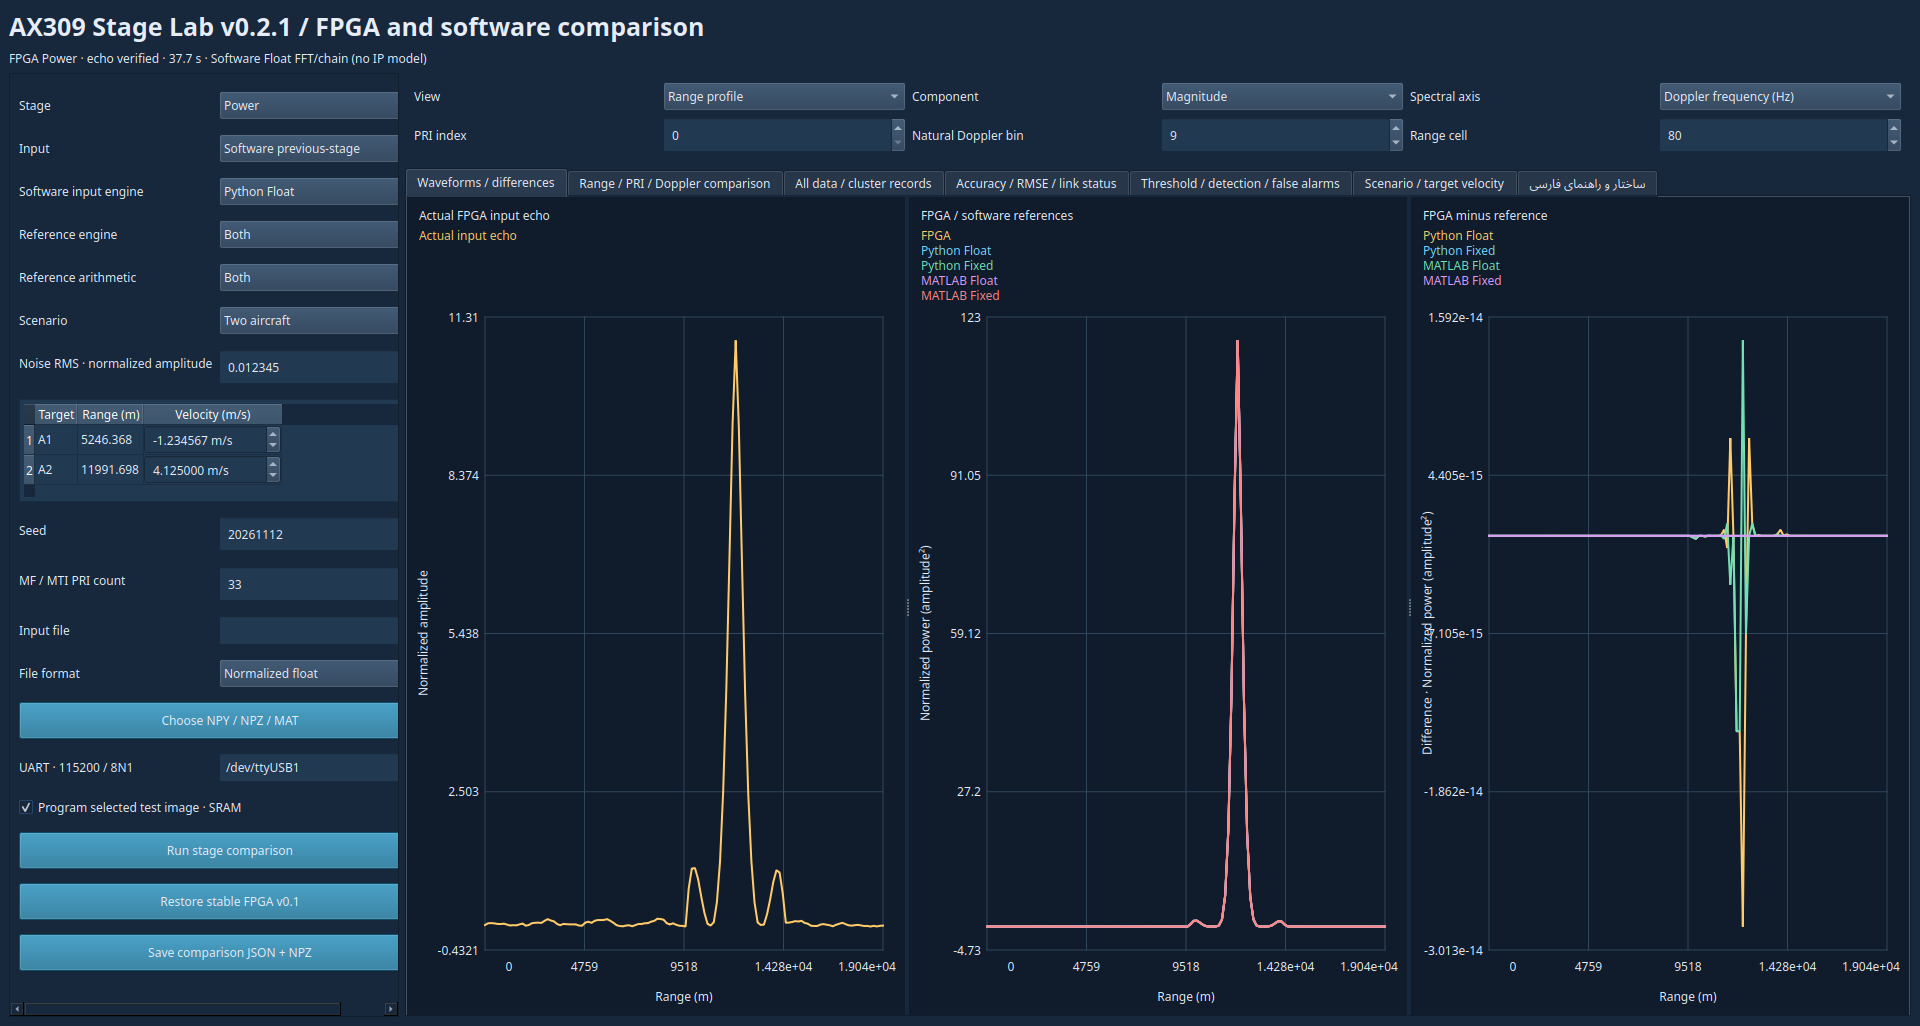 AX309 Stage Lab v0.2.1 / FPGA and software comparison
FPGA Power · echo verified · 37.7 s · Software Float FFT/chain (no IP model)
Stage
Power
Input
Software previous-stage
Software input engine
Python Float
Reference engine
Both
Reference arithmetic
Both
Scenario
Two aircraft
Noise RMS · normalized amplitude
0.012345
Target Range (m) Velocity (m/s)
1 A1 5246.368 -1.234567 m/s
2 A2 11991.698 4.125000 m/s
Seed
20261112
MF / MTI PRI count
33
Input file
File format
Normalized float
Choose NPY / NPZ / MAT
UART · 115200 / 8N1
/dev/ttyUSB1
Program selected test image · SRAM
Run stage comparison
Restore stable FPGA v0.1
Save comparison JSON + NPZ
View
Range profile
Component
Magnitude
Spectral axis
Doppler frequency (Hz)
PRI index
0
Natural Doppler bin
9
Range cell
80
Waveforms / differences
Range / PRI / Doppler comparison
All data / cluster records
Accuracy / RMSE / link status
Threshold / detection / false alarms
Scenario / target velocity
ساختار و راهنمای فارسی
Actual FPGA input echo
Actual input echo
11.31
8.374
5.438
2.503
-0.4321
Normalized amplitude
0 4759 9518 1.428e+04 1.904e+04
Range (m)
FPGA / software references
FPGA
Python Float
Python Fixed
MATLAB Float
MATLAB Fixed
123
91.05
59.12
27.2
-4.73
Normalized power (amplitude²)
0 4759 9518 1.428e+04 1.904e+04
Range (m)
FPGA minus reference
Python Float
Python Fixed
MATLAB Float
MATLAB Fixed
1.592e-14
4.405e-15
7.105e-15
-1.862e-14
-3.013e-14
Difference · Normalized power (amplitude²)
0 4759 9518 1.428e+04 1.904e+04
Range (m)